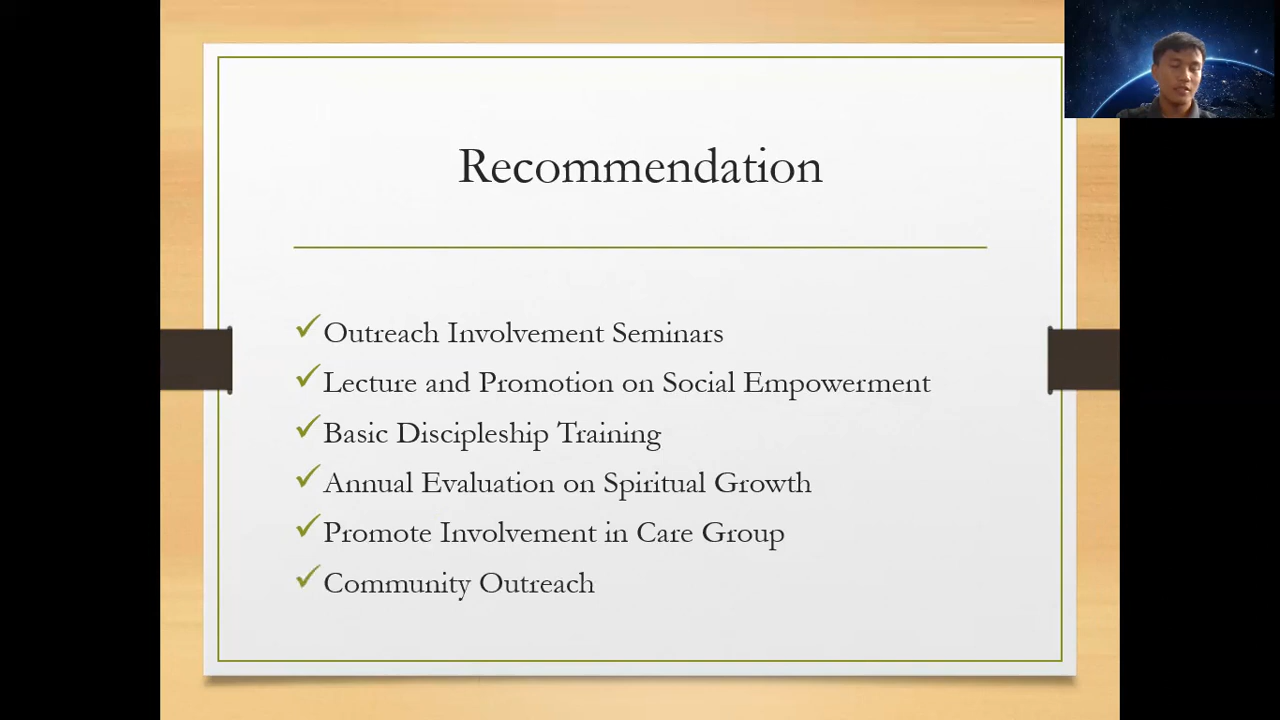 Recommendation
Outreach Involvement Seminars
Lecture and Promotion on Social Empowerment
Basic Discipleship Training
Annual Evaluation on Spiritual Growth
Promote Involvement in Care Group
Community Outreach